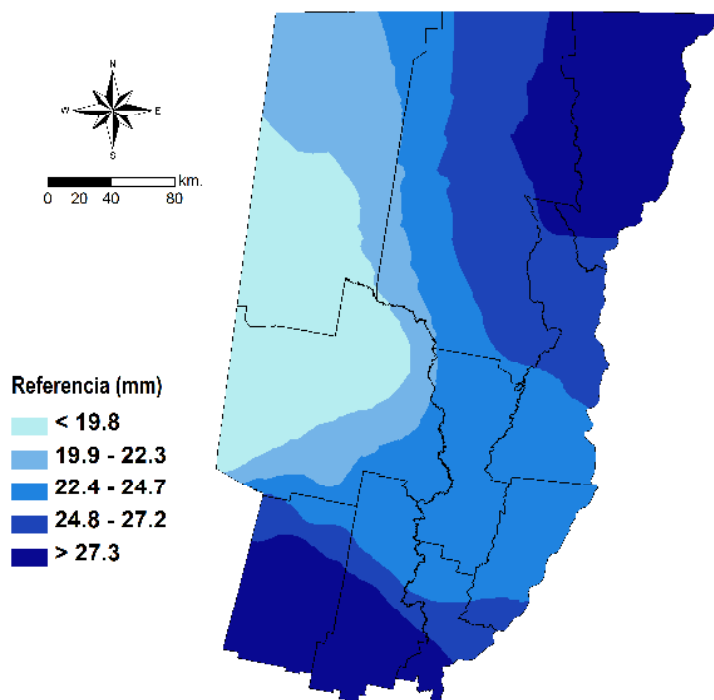 N
W E
S
km.
0 20 40 80
Referencia (mm)
< 19.8
19.9 - 22.3
22.4 - 24.7
24.8 - 27.2
> 27.3